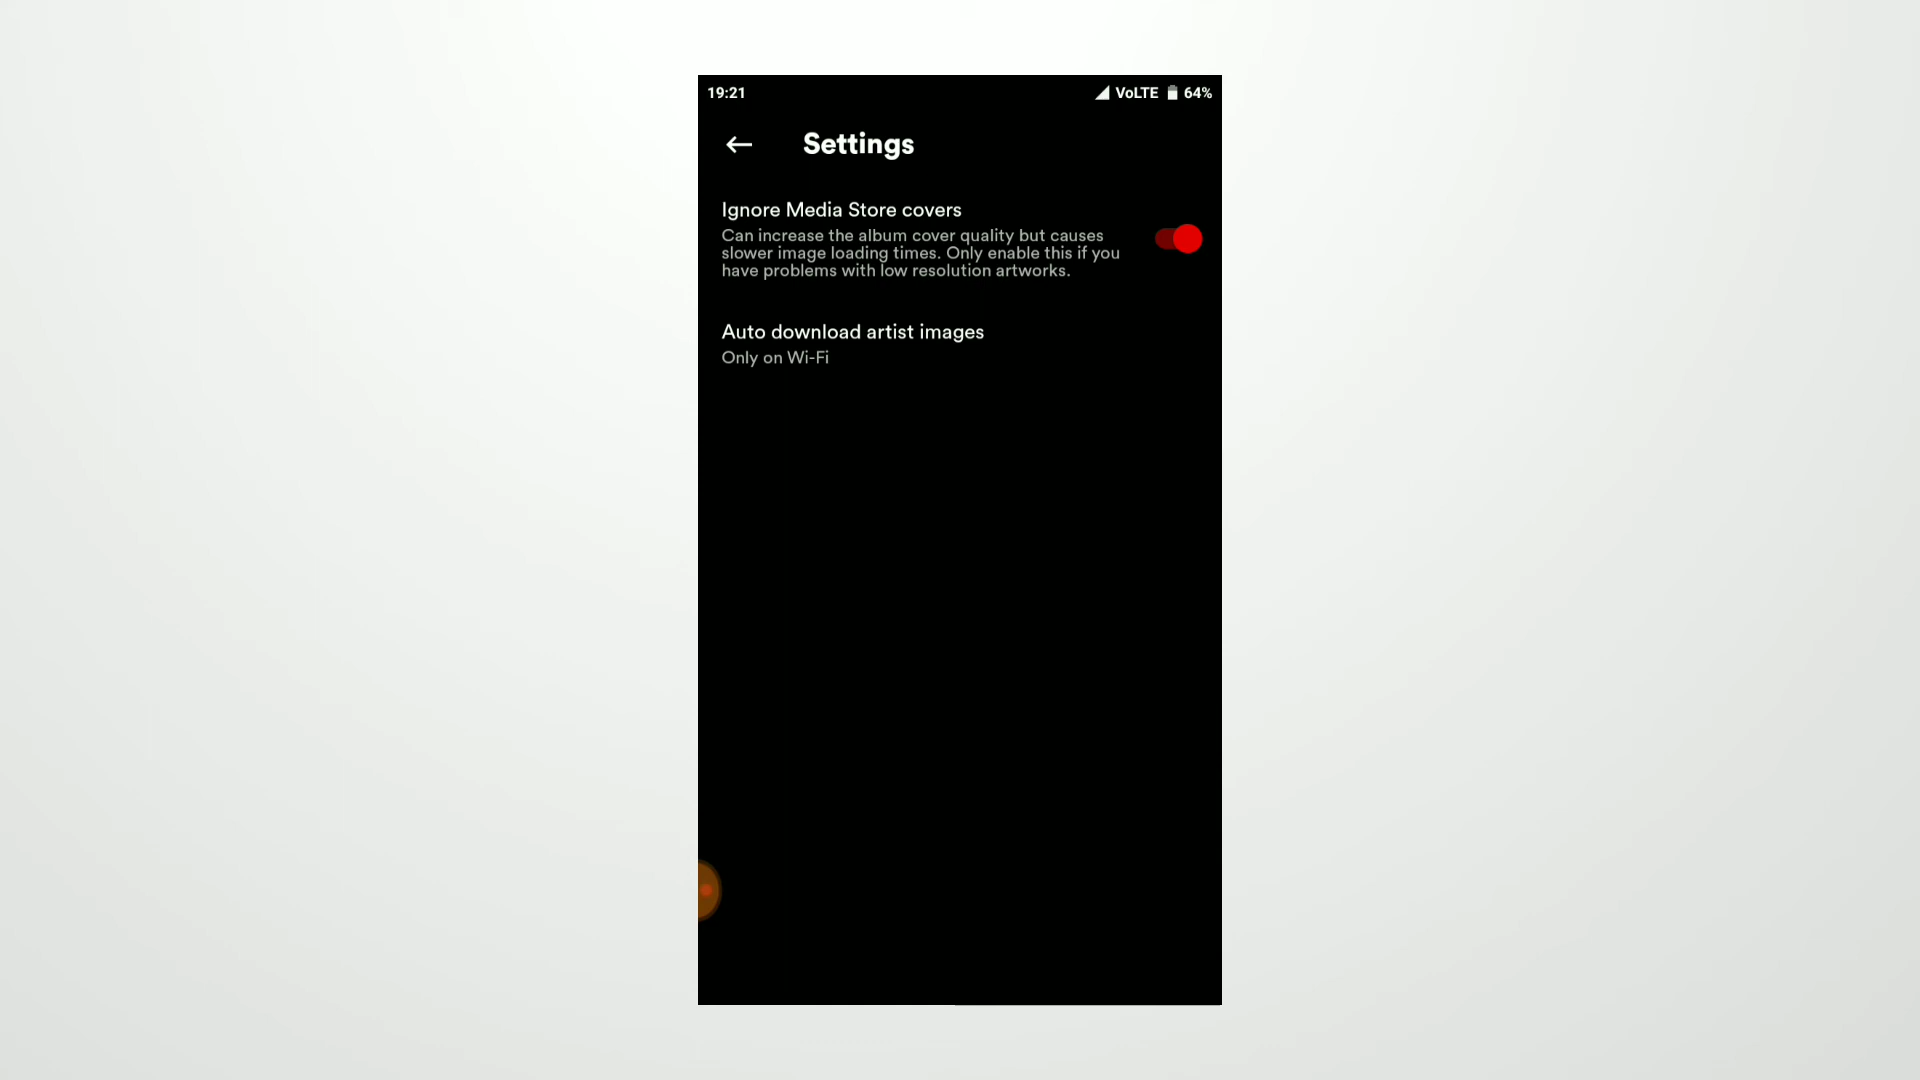 19:21 VoLTE 64%
Settings
Ignore Media Store covers
Can increase the album cover quality but causes
slower image loading times. Only enable this if you
have problems with low resolution artworks.
Auto download artist images
Only on Wi-Fi